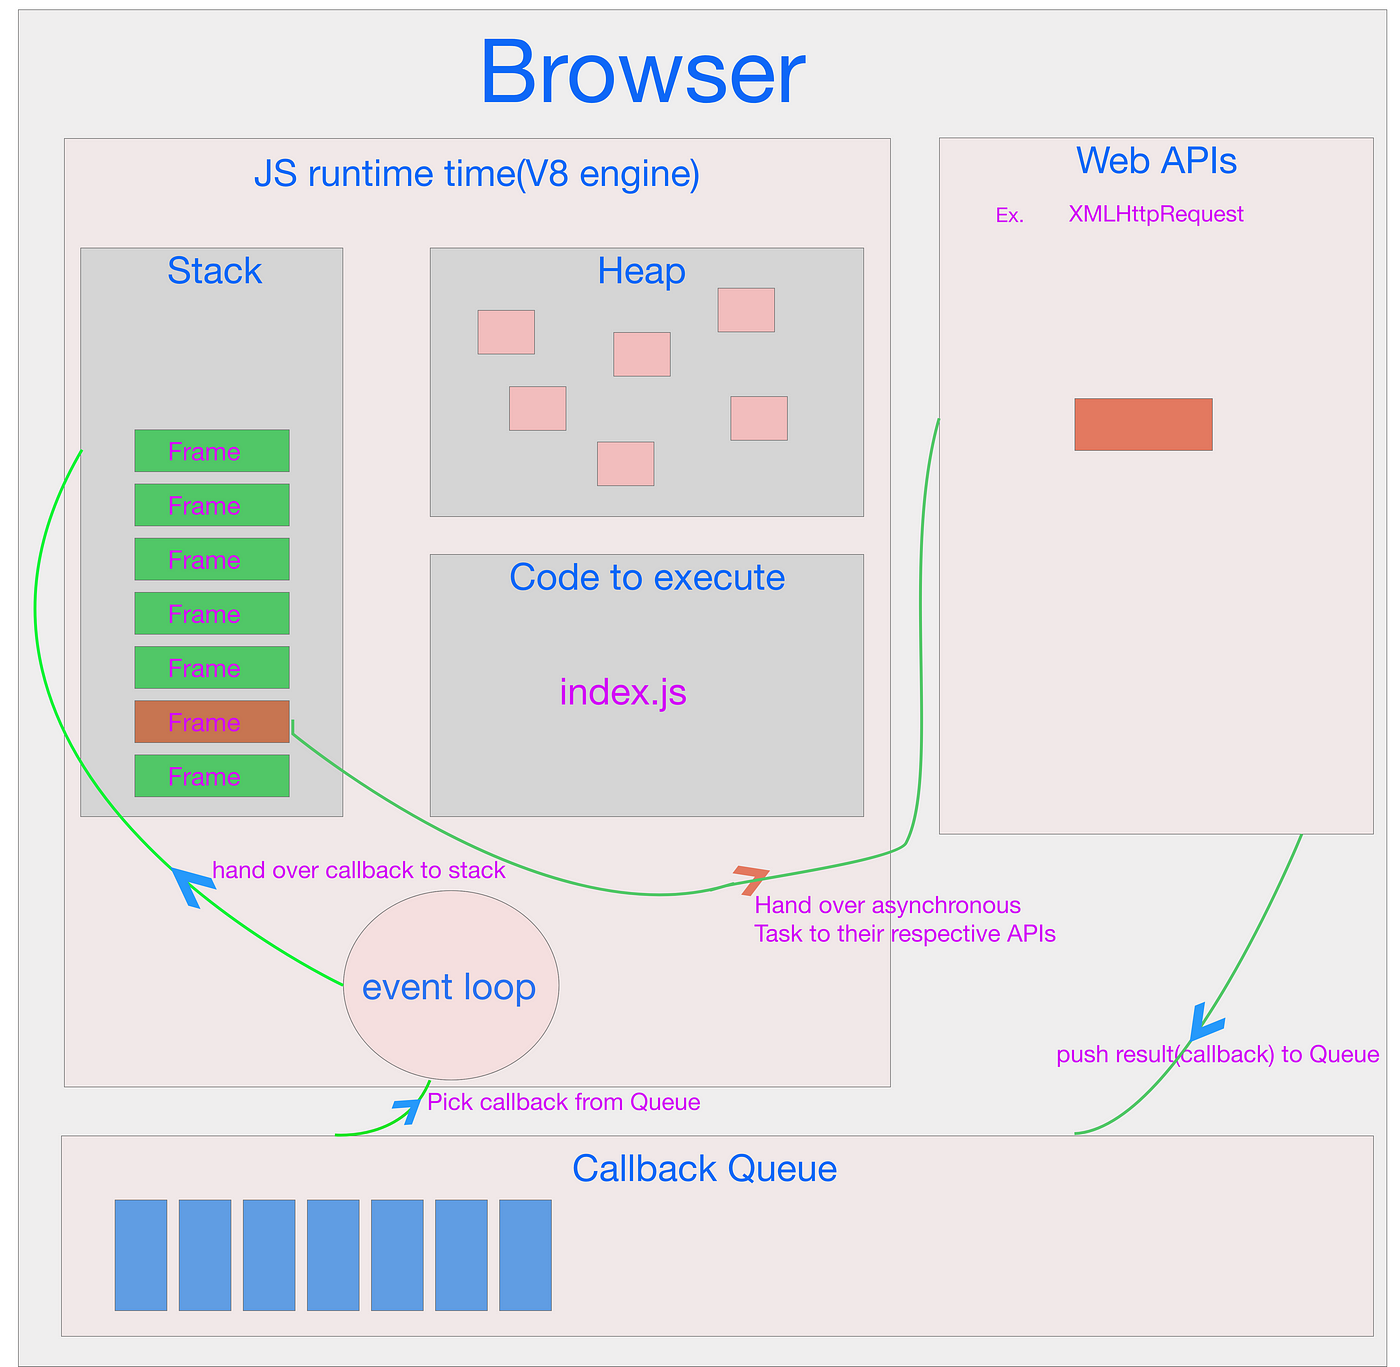 Browser
JS runtime time(V8 engine)
Web APIs
Ex. XMLHttpRequest
Stack
Heap
Frame
Frame
Frame
Frame
Frame
Frame
Frame
Code to execute
index.js
hand over callback to stack
Hand over asynchronous
Task to their respective APIs
event loop
push result(callback) to Queue
Pick callback from Queue
Callback Queue